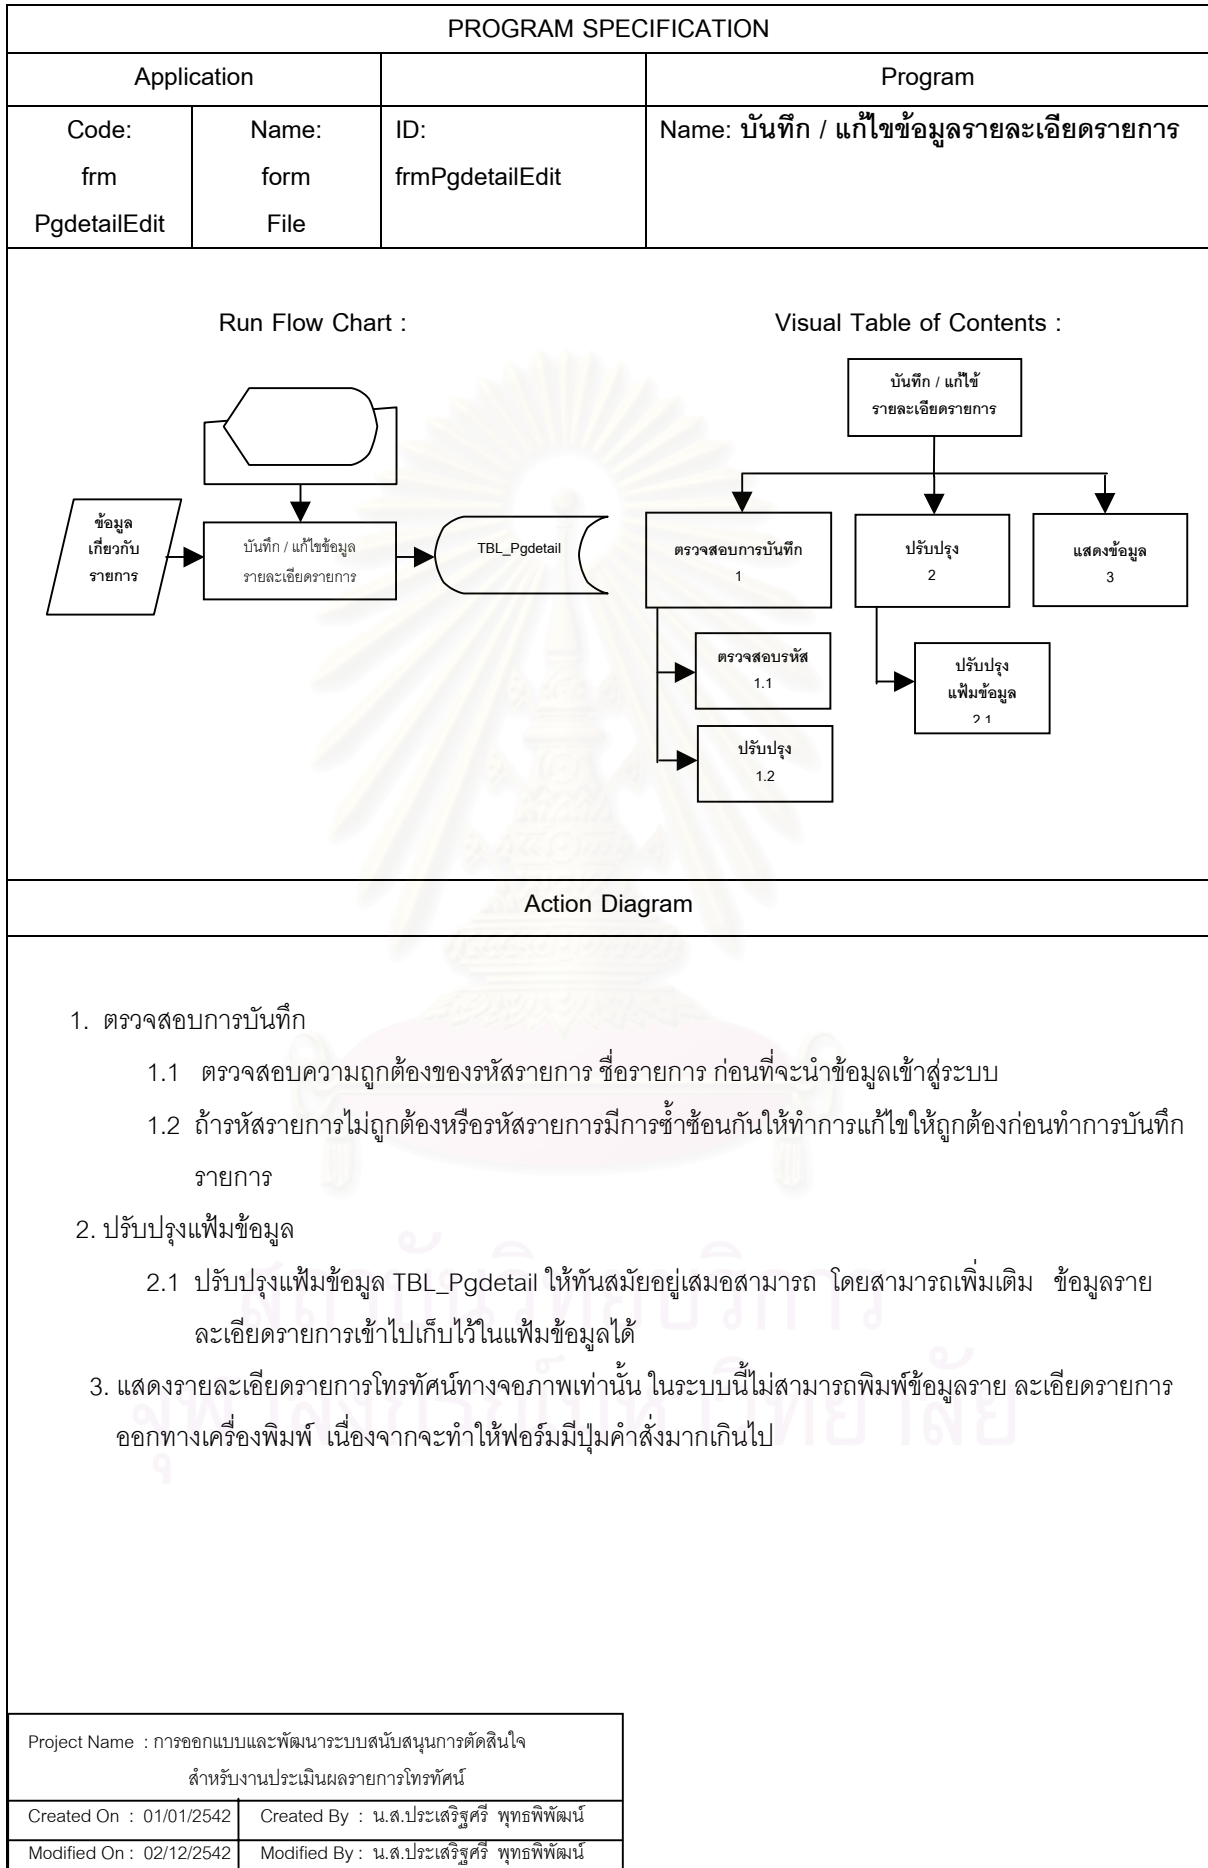 PROGRAM SPECIFICATION
Application
Program
Code:
frm
PgdetailEdit
Name:
form
File
ID:
frmPgdetailEdit
Name: บันทึก / แก้ไขข้อมูลรายละเอียดรายการ
Run Flow Chart :
ข้อมูล
เกี่ยวกับ
รายการ
บันทึก / แก้ไขข้อมูล
รายละเอียดรายการ
TBL_Pgdetail
Visual Table of Contents :
บันทึก / แก้ไข้
รายละเอียดรายการ
ตรวจสอบการบันทึก
1
ปรับปรุง
2
แสดงข้อมูล
3
ตรวจสอบรหัส
1.1
ปรับปรุง
1.2
ปรับปรุง
แฟ้มข้อมูล
2.1
Action Diagram
1. ตรวจสอบการบันทึก
1.1 ตรวจสอบความถูกต้องของรหัสรายการ ชื่อรายการ ก่อนที่จะนำข้อมูลเข้าสู่ระบบ
1.2 ถ้ารหัสรายการไม่ถูกต้องหรือรหัสรายการมีการซ้ำซ้อนกันให้ทำการแก้ไขให้ถูกต้องก่อนทำการบันทึก
รายการ
2. ปรับปรุงแฟ้มข้อมูล
2.1 ปรับปรุงแฟ้มข้อมูล TBL_Pgdetail ให้ทันสมัยอยู่เสมอสามารถ โดยสามารถเพิ่มเติม ข้อมูลราย
ละเอียดรายการเข้าไปเก็บไว้ในแฟ้มข้อมูลได้
3. แสดงรายละเอียดรายการโทรทัศน์ทางจอภาพเท่านั้น ในระบบนี้ไม่สามารถพิมพ์ข้อมูลราย ละเอียดรายการ
ออกทางเครื่องพิมพ์ เนื่องจากจะทำให้ฟอร์มมีปุ่มคำสั่งมากเกินไป
สถาบันวิทยบริการ
จุฬาลงกรณ์มหาวิทยาลัย
Project Name : การออกแบบและพัฒนาระบบสนับสนุนการตัดสินใจ
สำหรับงานประเมินผลรายการโทรทัศน์
Created On : 01/01/2542 Created By : น.ส.ประเสริฐศรี พุทธพิพัฒน์
Modified On : 02/12/2542 Modified By : น.ส.ประเสริฐศรี พุทธพิพัฒน์